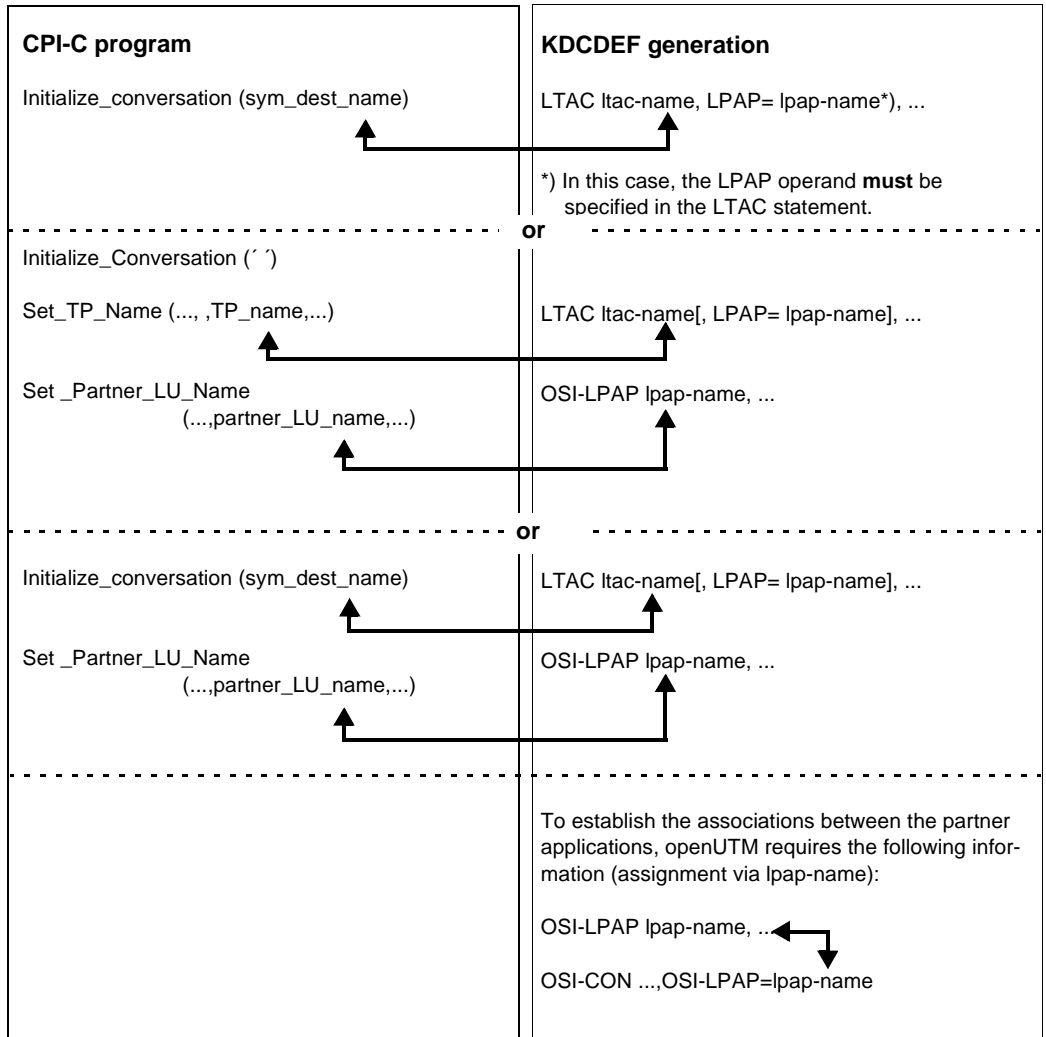 CPI-C program
KDCDEF generation
Initialize_conversation (sym_dest_name)
LTAC ltac-name, LPAP= lpap-name*), ...
*) In this case, the LPAP operand must be
specified in the LTAC statement.
or
Initialize_Conversation (´ ´)
Set_TP_Name (..., ,TP_name,...)
LTAC ltac-name[, LPAP= lpap-name], ...
Set _Partner_LU_Name
(...,partner_LU_name,...)
OSI-LPAP lpap-name, ...
or
Initialize_conversation (sym_dest_name)
LTAC ltac-name[, LPAP= lpap-name], ...
Set _Partner_LU_Name
(...,partner_LU_name,...)
OSI-LPAP lpap-name, ...
To establish the associations between the partner
applications, openUTM requires the following infor-
mation (assignment via lpap-name):
OSI-LPAP lpap-name, ...
OSI-CON ...,OSI-LPAP=lpap-name